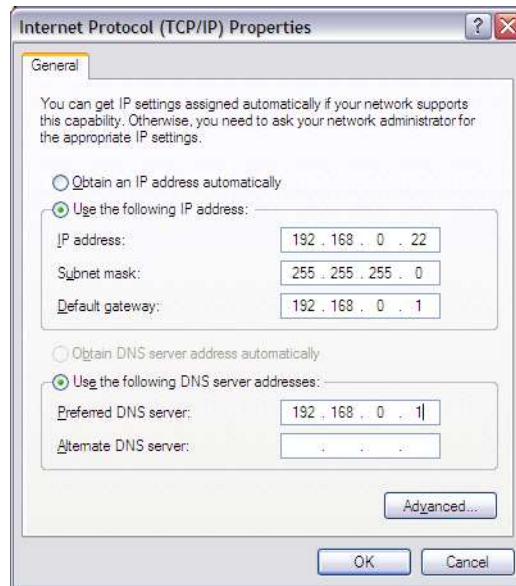 Internet Protocol (TCP/IP) Properties
General
You can get IP settings assigned automatically if your network supports
this capability. Otherwise, you need to ask your network administrator for
the appropriate IP settings.
Obtain an IP address automatically
Use the following IP address:
IP address: 192 . 168 . 0 . 22
Subnet mask: 255 . 255 . 255 . 0
Default gateway: 192 . 168 . 0 . 1
Obtain DNS server address automatically
Use the following DNS server addresses:
Preferred DNS server: 192 . 168 . 0 . 1
Alternate DNS server: . . .
Advanced...
OK Cancel